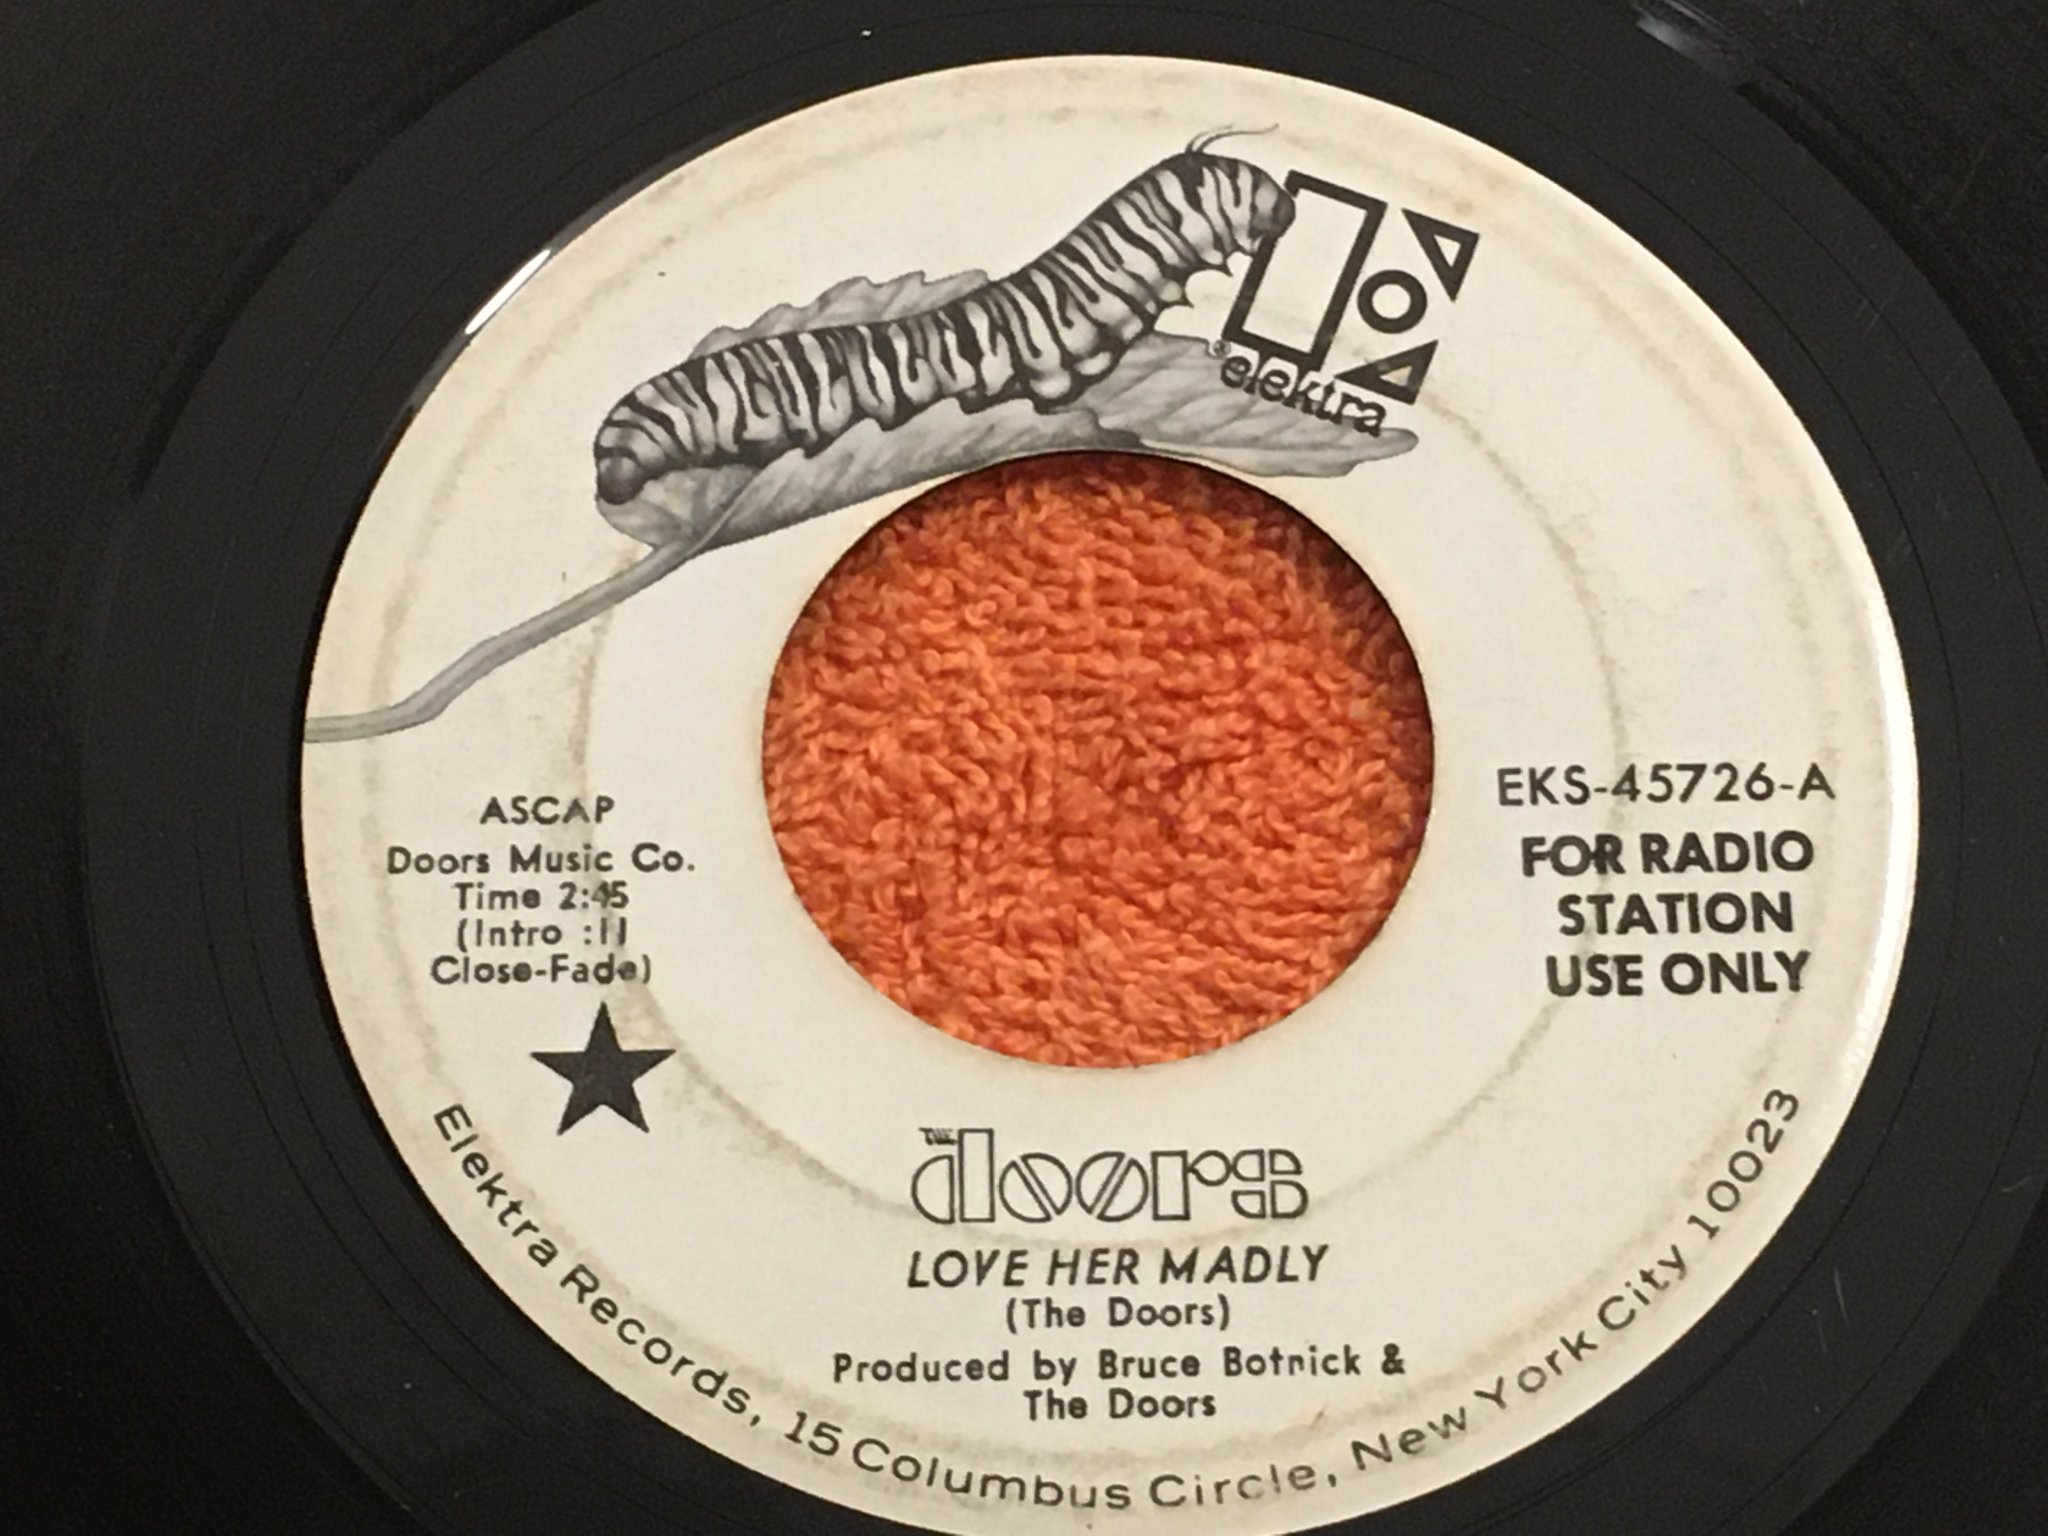 elektra
ASCAP
Doors Music Co.
Time 2:45
(Intro :11
Close-Fade)
EKS-45726-A
FOR RADIO
STATION
USE ONLY
THE doors
LOVE HER MADLY
(The Doors)
Produced by Bruce Botnick &
The Doors
Elektra Records, 15 Columbus Circle, New York City 10023